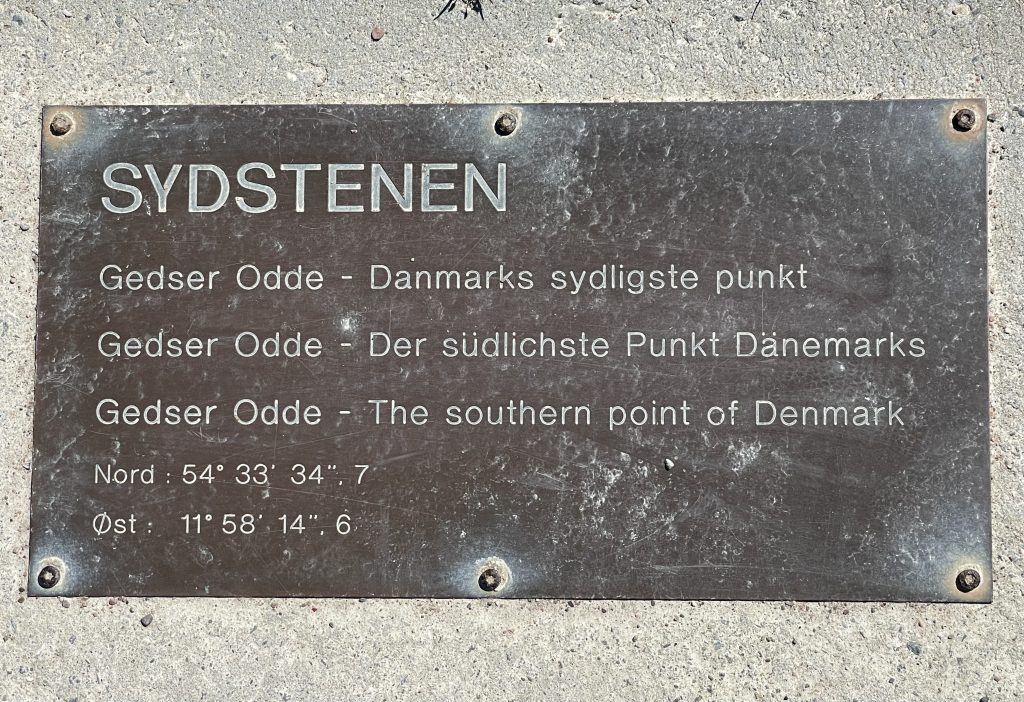 SYDSTENEN
Gedser Odde - Danmarks sydligste punkt
Gedser Odde - Der südlichste Punkt Dänemarks
Gedser Odde - The southern point of Denmark
Nord : 54° 33' 34", 7
Øst : 11° 58' 14", 6